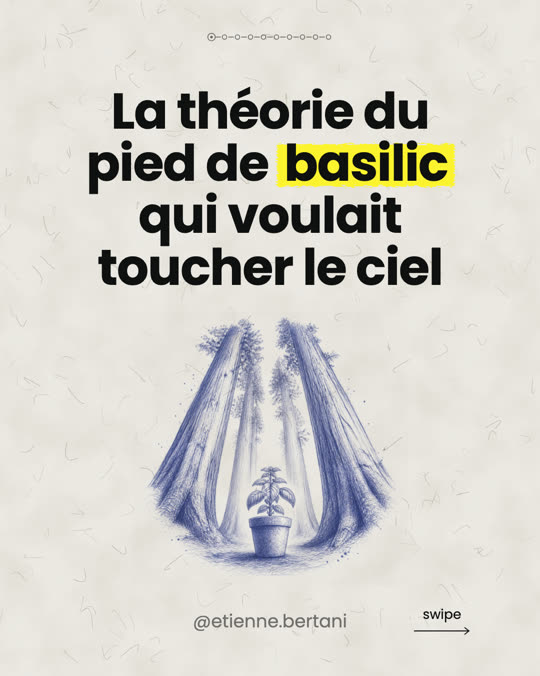 La théorie du
pied de basilic
qui voulait
toucher le ciel
@etienne.bertani
swipe